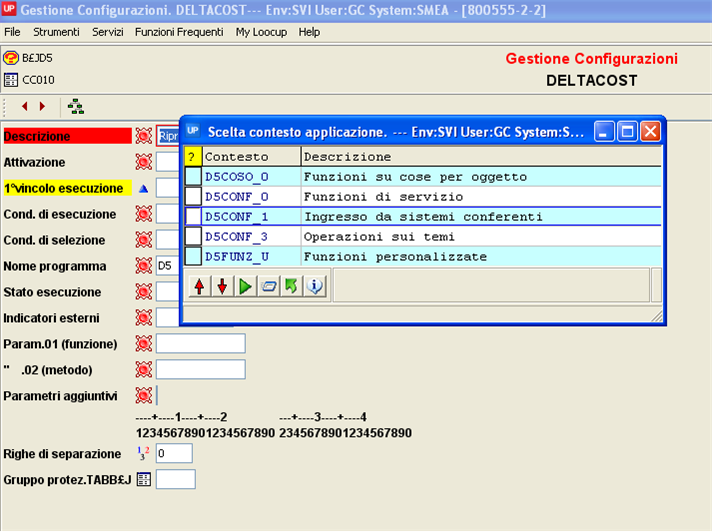 UP Gestione Configurazioni. DELTACOST--- Env:SVI User:GC System:SMEA - [800555-2-2]
File Strumenti Servizi Funzioni Frequenti My Loocup Help
B£JD5
Gestione Configurazioni
CC010
DELTACOST
Descrizione
UP Scelta contesto applicazione. --- Env:SVI User:GC System:S...
? Contesto Descrizione
D5COSO_0 Funzioni su cose per oggetto
D5CONF_0 Funzioni di servizio
D5CONF_1 Ingresso da sistemi conferenti
D5CONF_3 Operazioni sui temi
D5FUNZ_U Funzioni personalizzate
Attivazione
1°vincolo esecuzione
Cond. di esecuzione
Cond. di selezione
Nome programma D5
Stato esecuzione
Indicatori esterni
Param.01 (funzione)
" .02 (metodo)
Parametri aggiuntivi
----+----1----+----2 ---+----3----+----4
12345678901234567890 2345678901234567890
Righe di separazione 0
Gruppo protez.TABB£J